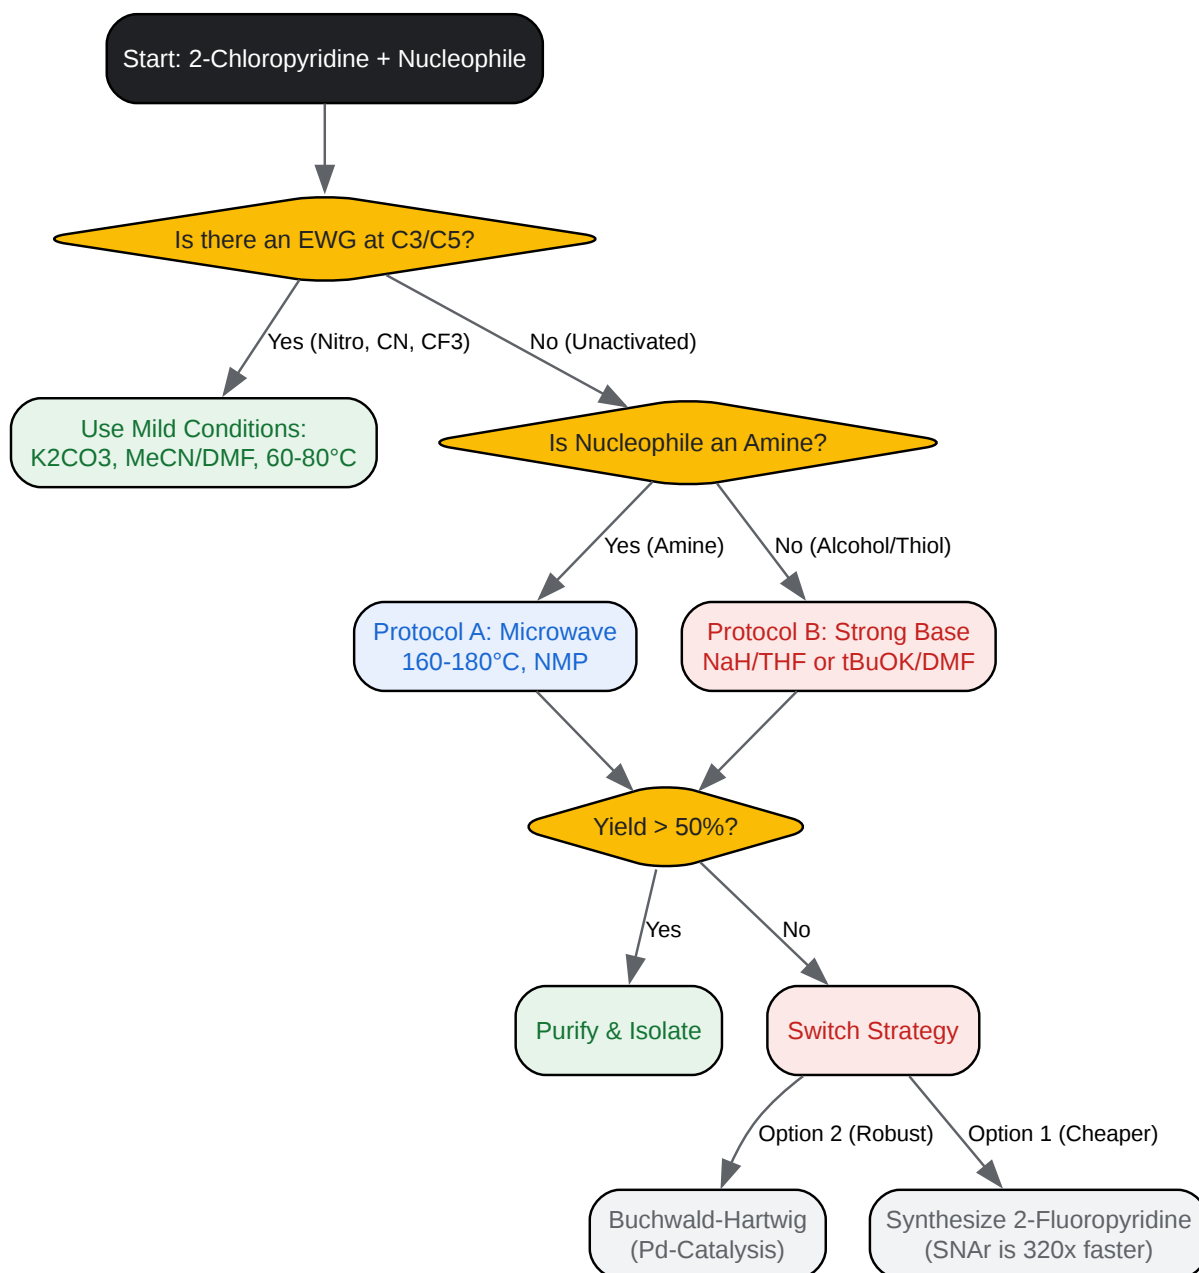 Start: 2-Chloropyridine + Nucleophile
Is there an EWG at C3/C5?
Yes (Nitro, CN, CF3)
No (Unactivated)
Use Mild Conditions:
K2CO3, MeCN/DMF, 60-80°C
Is Nucleophile an Amine?
Yes (Amine)
No (Alcohol/Thiol)
Protocol A: Microwave
160-180°C, NMP
Protocol B: Strong Base
NaH/THF or tBuOK/DMF
Yield > 50%?
Yes
No
Purify & Isolate
Switch Strategy
Option 2 (Robust)
Option 1 (Cheaper)
Buchwald-Hartwig
(Pd-Catalysis)
Synthesize 2-Fluoropyridine
(SNAr is 320x faster)